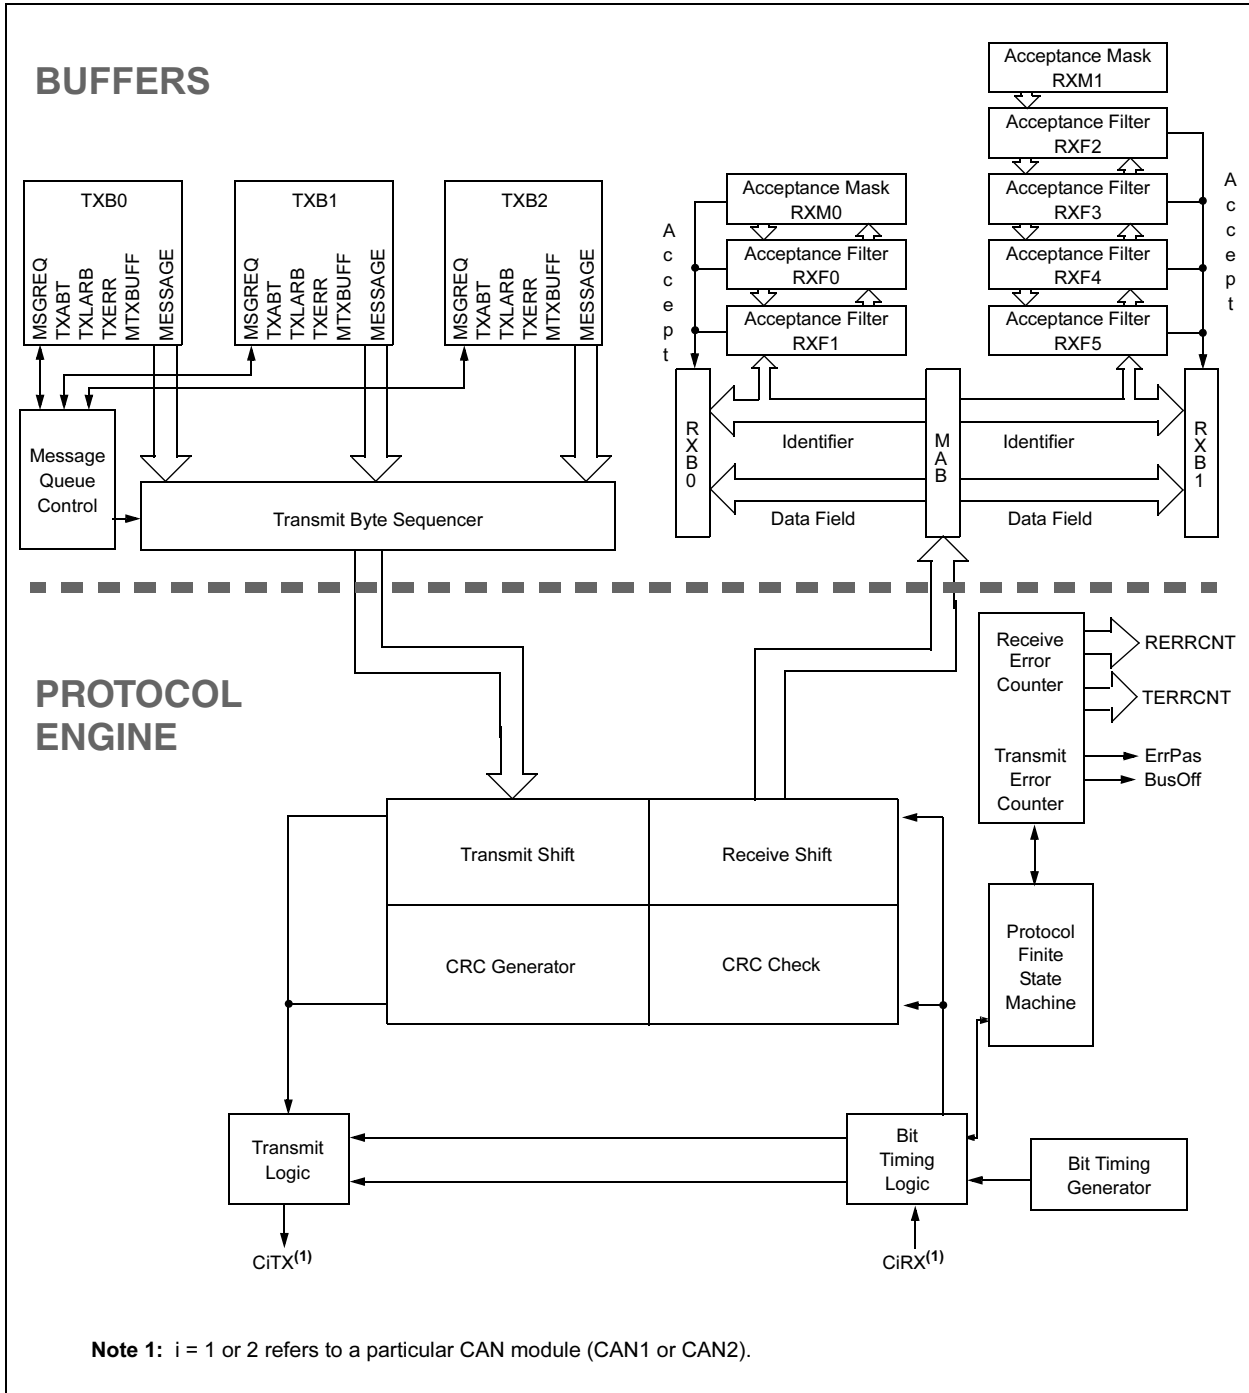 BUFFERS
Acceptance Mask
RXM1
Acceptance Filter
RXF2
Acceptance Filter
RXF3
Acceptance Filter
RXF4
Acceptance Filter
RXF5
Accept
Acceptance Mask
RXM0
Acceptance Filter
RXF0
Acceptance Filter
RXF1
Accept
TXB0
MSGREQ
TXABT
TXLARB
TXERR
MTXBUFF
MESSAGE
TXB1
MSGREQ
TXABT
TXLARB
TXERR
MTXBUFF
MESSAGE
TXB2
MSGREQ
TXABT
TXLARB
TXERR
MTXBUFF
MESSAGE
Message
Queue
Control
Transmit Byte Sequencer
RXB0
Identifier
Data Field
MAB
Identifier
Data Field
RXB1
PROTOCOL
ENGINE
Receive
Error
Counter
Transmit
Error
Counter
RERRCNT
TERRCNT
ErrPas
BusOff
Transmit Shift
Receive Shift
CRC Generator
CRC Check
Protocol
Finite
State
Machine
Transmit
Logic
Bit
Timing
Logic
Bit Timing
Generator
CiTX(1)
CiRX(1)
Note 1: i = 1 or 2 refers to a particular CAN module (CAN1 or CAN2).